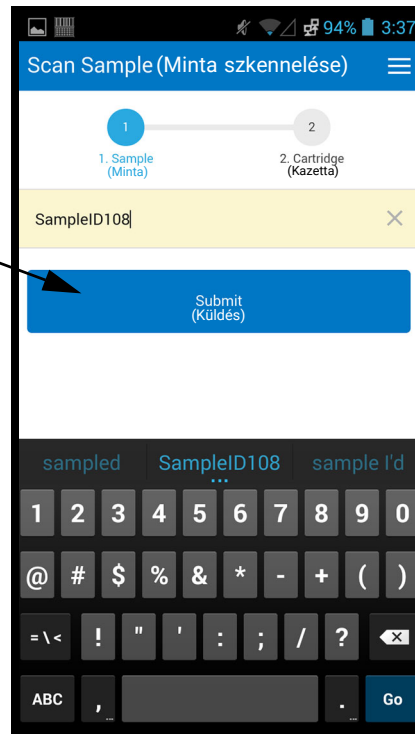 94% 3:37
Scan Sample (Minta szkennelése)
1 2
1. Sample 2. Cartridge
(Minta) (Kazetta)
SampleID108
Submit
(Küldés)
sampled SampleID108 sample I'd
1 2 3 4 5 6 7 8 9 0
@ # $ % & * - + ( )
= \ < ! " ' : ; / ?
ABC , . Go